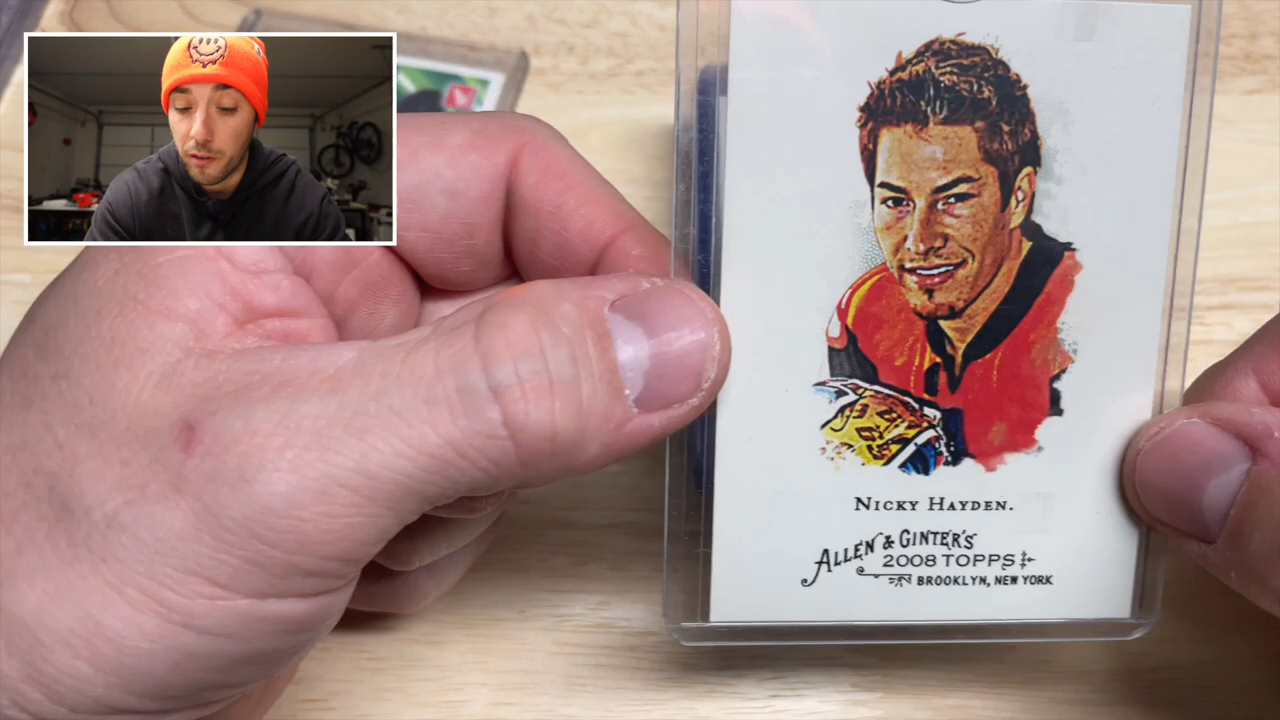 NICKY HAYDEN.
ALLEN & GINTER'S
2008 TOPPS
BROOKLYN, NEW YORK